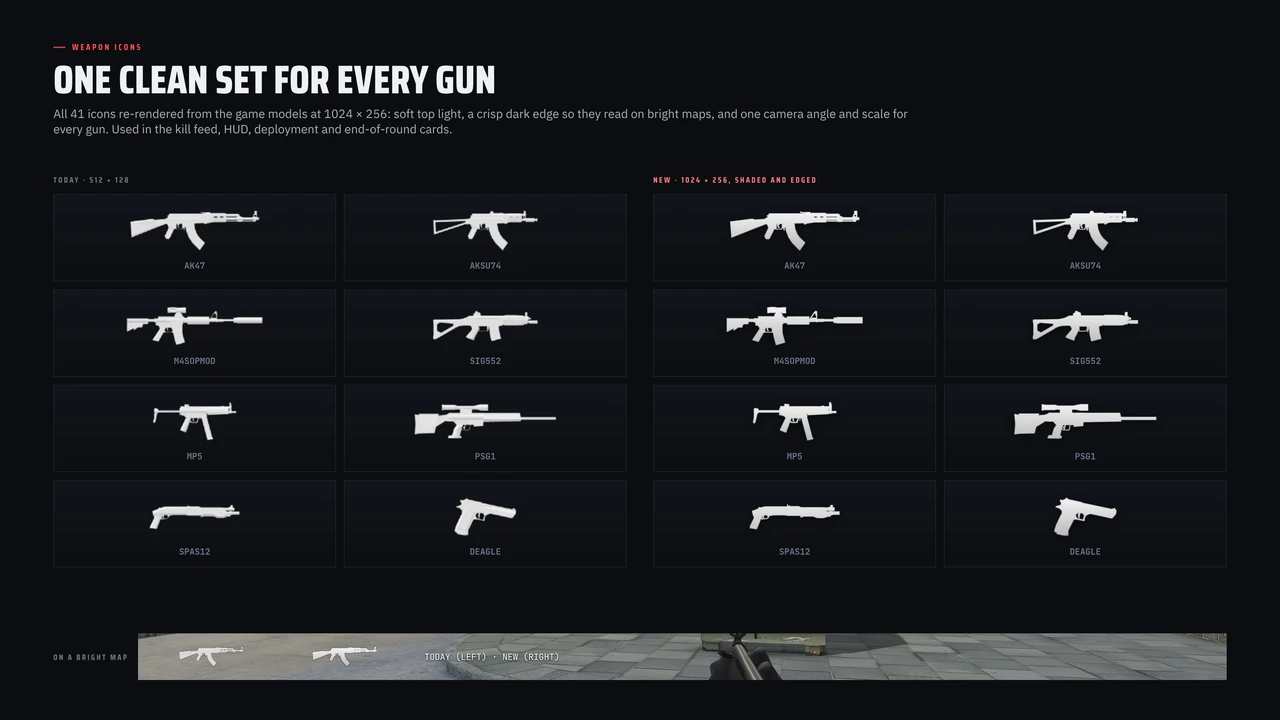 WEAPON ICONS
ONE CLEAN SET FOR EVERY GUN
All 41 icons re-rendered from the game models at 1024 × 256: soft top light, a crisp dark edge so they read on bright maps, and one camera angle and scale for
every gun. Used in the kill feed, HUD, deployment and end-of-round cards.
TODAY · 512 × 128
AK47
AKSU74
M4SOPMOD
SIG552
MP5
PSG1
SPAS12
DEAGLE
NEW · 1024 × 256, SHADED AND EDGED
AK47
AKSU74
M4SOPMOD
SIG552
MP5
PSG1
SPAS12
DEAGLE
ON A BRIGHT MAP
TODAY (LEFT) · NEW (RIGHT)